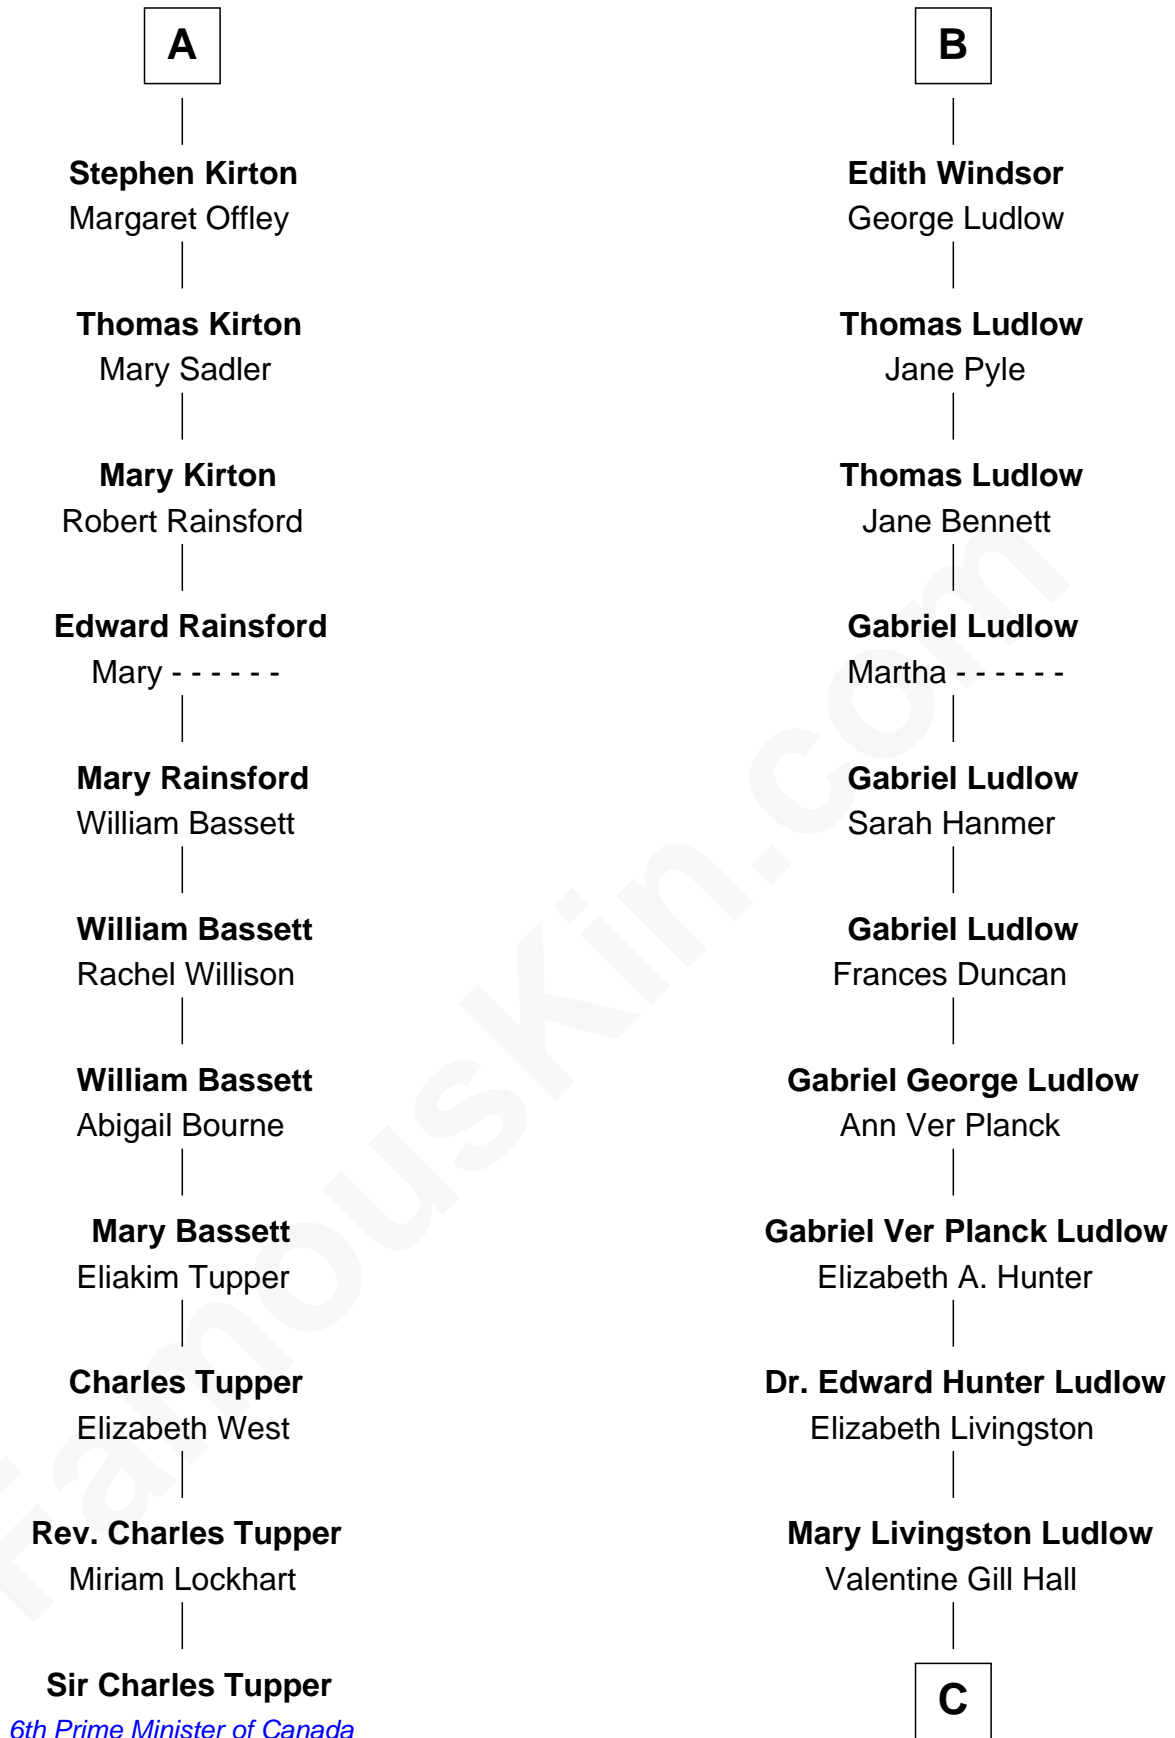 A
Stephen Kirton
Margaret Offley
Thomas Kirton
Mary Sadler
Mary Kirton
Robert Rainsford
Edward Rainsford
Mary - - - - - -
Mary Rainsford
William Bassett
William Bassett
Rachel Willison
William Bassett
Abigail Bourne
Mary Bassett
Eliakim Tupper
Charles Tupper
Elizabeth West
Rev. Charles Tupper
Miriam Lockhart
Sir Charles Tupper
6th Prime Minister of Canada
B
Edith Windsor
George Ludlow
Thomas Ludlow
Jane Pyle
Thomas Ludlow
Jane Bennett
Gabriel Ludlow
Martha - - - - - -
Gabriel Ludlow
Sarah Hanmer
Gabriel Ludlow
Frances Duncan
Gabriel George Ludlow
Ann Ver Planck
Gabriel Ver Planck Ludlow
Elizabeth A. Hunter
Dr. Edward Hunter Ludlow
Elizabeth Livingston
Mary Livingston Ludlow
Valentine Gill Hall
C
FamousKin.com